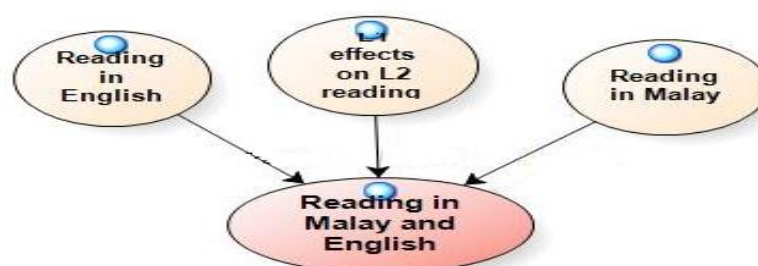 Reading
in
English
L1
effects
on L2
reading
Reading
in Malay
Reading in
Malay and
English